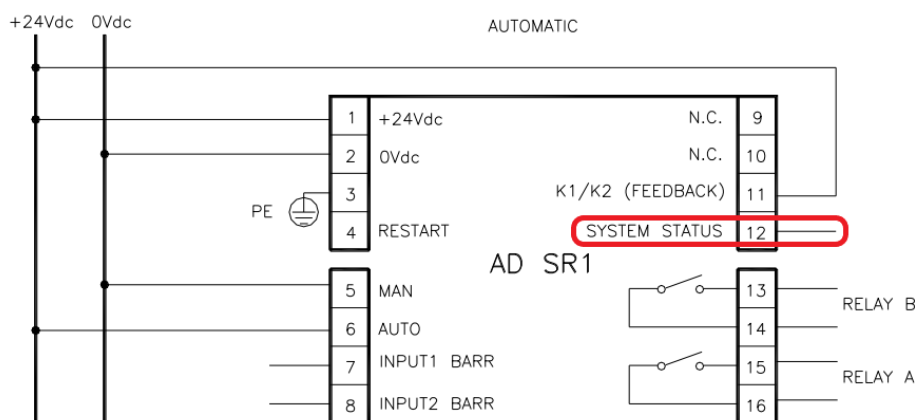 +24Vdc 0Vdc
AUTOMATIC
1 +24Vdc N.C. 9
2 0Vdc N.C. 10
3 K1/K2 (FEEDBACK) 11
PE
4 RESTART SYSTEM STATUS 12
AD SR1
5 MAN 13
RELAY B
6 AUTO 14
7 INPUT1 BARR 15
RELAY A
8 INPUT2 BARR 16